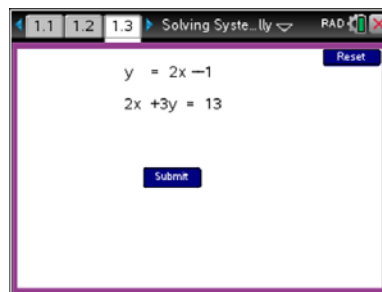 1.1 1.2 1.3 Solving Syste...lly RAD
Reset
y = 2x −1
2x +3y = 13
Submit